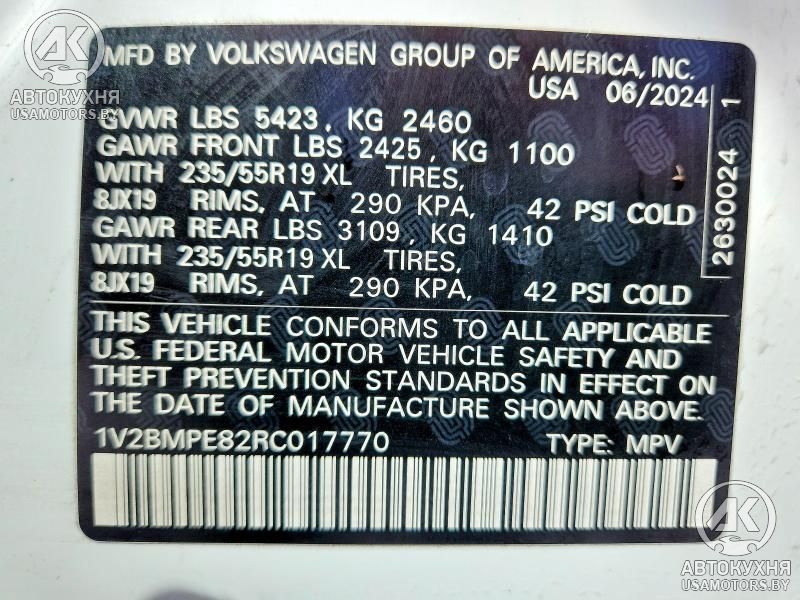 MFD BY VOLKSWAGEN GROUP OF AMERICA, INC.
USA 06/2024
GVWR LBS 5423, KG 2460
GAWR FRONT LBS 2425, KG 1100
WITH 235/55R19 XL TIRES,
8JX19 RIMS, AT 290 KPA, 42 PSI COLD
GAWR REAR LBS 3109, KG 1410
WITH 235/55R19 XL TIRES,
8JX19 RIMS, AT 290 KPA, 42 PSI COLD
2630024 1
THIS VEHICLE CONFORMS TO ALL APPLICABLE
U.S. FEDERAL MOTOR VEHICLE SAFETY AND
THEFT PREVENTION STANDARDS IN EFFECT ON
THE DATE OF MANUFACTURE SHOWN ABOVE.
1V2BMPE82RC017770 TYPE: MPV
АК
АВТОКУХНЯ
USAMOTORS.BY
АК
АВТОКУХНЯ
USAMOTORS.BY